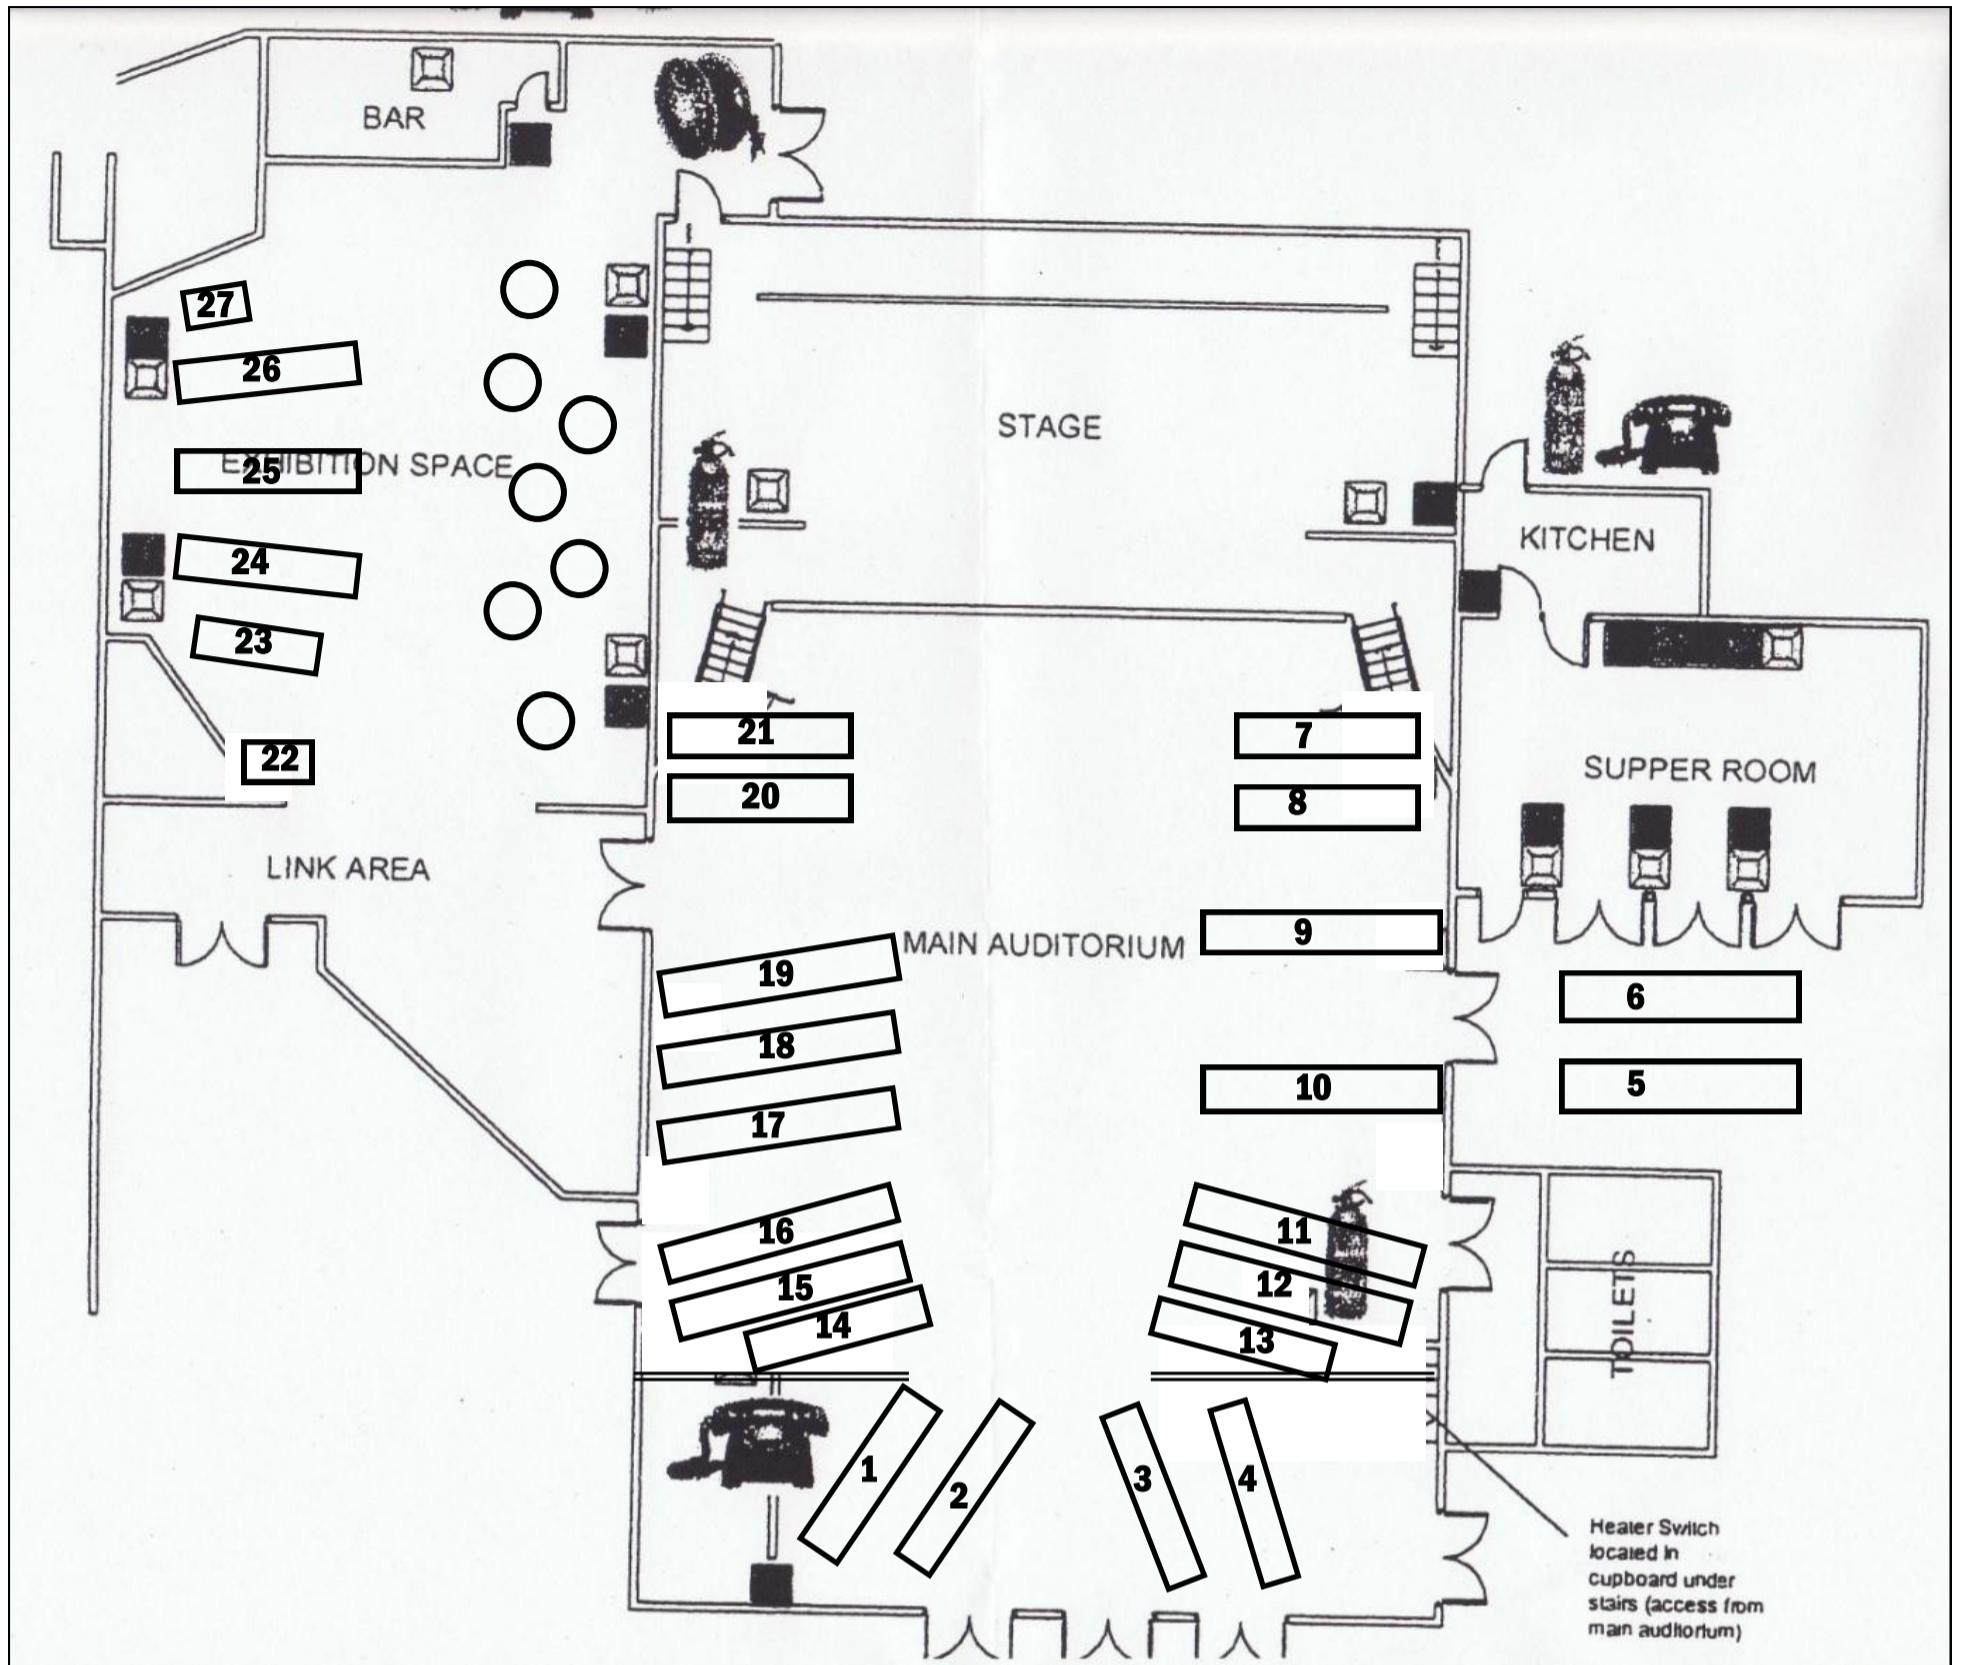 BAR
27
26
EXHIBITION SPACE
25
24
23
22
STAGE
KITCHEN
21
7
SUPPER ROOM
20
8
LINK AREA
MAIN AUDITORIUM
9
19
6
18
10
5
17
16
11
15
12
14
13
TOILETS
1
2
3
4
Heater Switch
located in
cupboard under
stairs (access from
main auditorium)